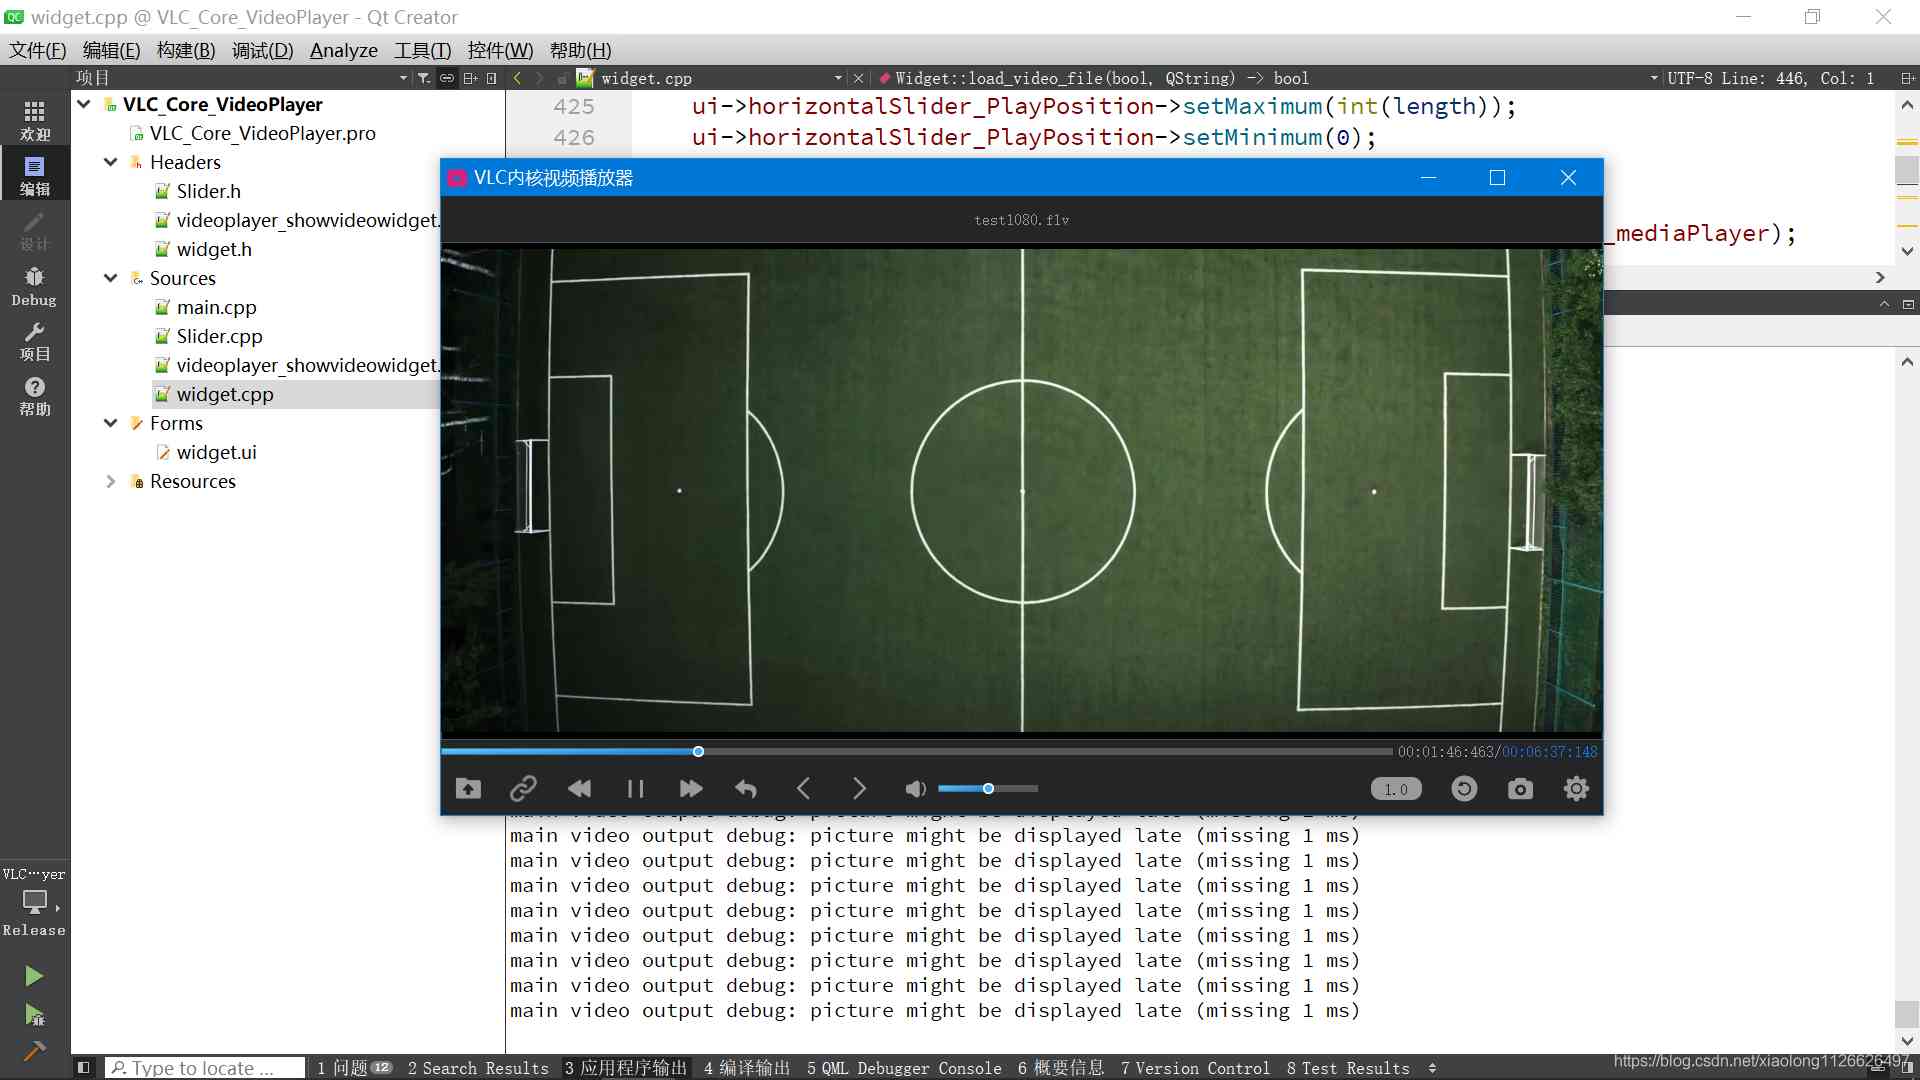 widget.cpp @ VLC_Core_VideoPlayer - Qt Creator
文件(F) 编辑(E) 构建(B) 调试(D) Analyze 工具(T) 控件(W) 帮助(H)
项目
widget.cpp
Widget::load_video_file(bool, QString) -> bool
UTF-8 Line: 446, Col: 1
欢迎
编辑
设计
Debug
项目
帮助
VLC⋯yer
Release
VLC_Core_VideoPlayer
VLC_Core_VideoPlayer.pro
Headers
Slider.h
videoplayer_showvideowidget.
widget.h
Sources
main.cpp
Slider.cpp
videoplayer_showvideowidget.
widget.cpp
Forms
widget.ui
Resources
425 ui->horizontalSlider_PlayPosition->setMaximum(int(length));
426 ui->horizontalSlider_PlayPosition->setMinimum(0);
_mediaPlayer);
VLC内核视频播放器
test1080.flv
00:01:46:463/00:06:37:148
1.0
main video output debug: picture might be displayed late (missing 1 ms)
main video output debug: picture might be displayed late (missing 1 ms)
main video output debug: picture might be displayed late (missing 1 ms)
main video output debug: picture might be displayed late (missing 1 ms)
main video output debug: picture might be displayed late (missing 1 ms)
main video output debug: picture might be displayed late (missing 1 ms)
main video output debug: picture might be displayed late (missing 1 ms)
main video output debug: picture might be displayed late (missing 1 ms)
main video output debug: picture might be displayed late (missing 1 ms)
Type to locate ... 1 问题 12 2 Search Results 3 应用程序输出 4 编译输出 5 QML Debugger Console 6 概要信息 7 Version Control 8 Test Results
https://blog.csdn.net/xiaolong1126626497